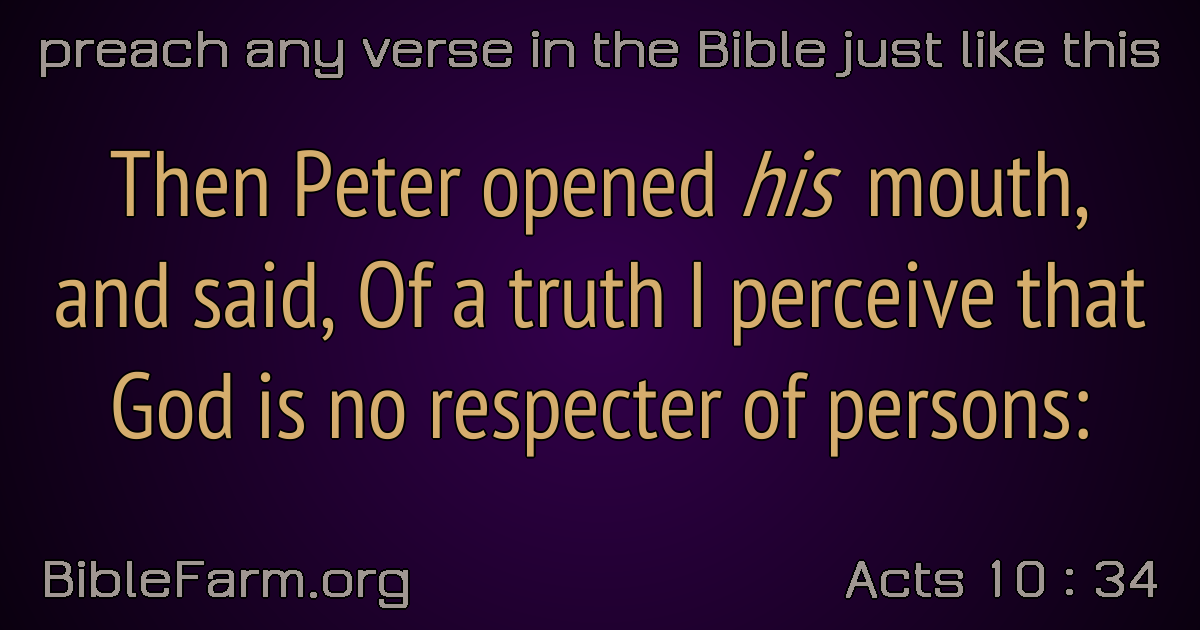 preach any verse in the Bible just like this
Then Peter opened his mouth,
and said, Of a truth I perceive that
God is no respecter of persons:
BibleFarm.org
Acts 10 : 34